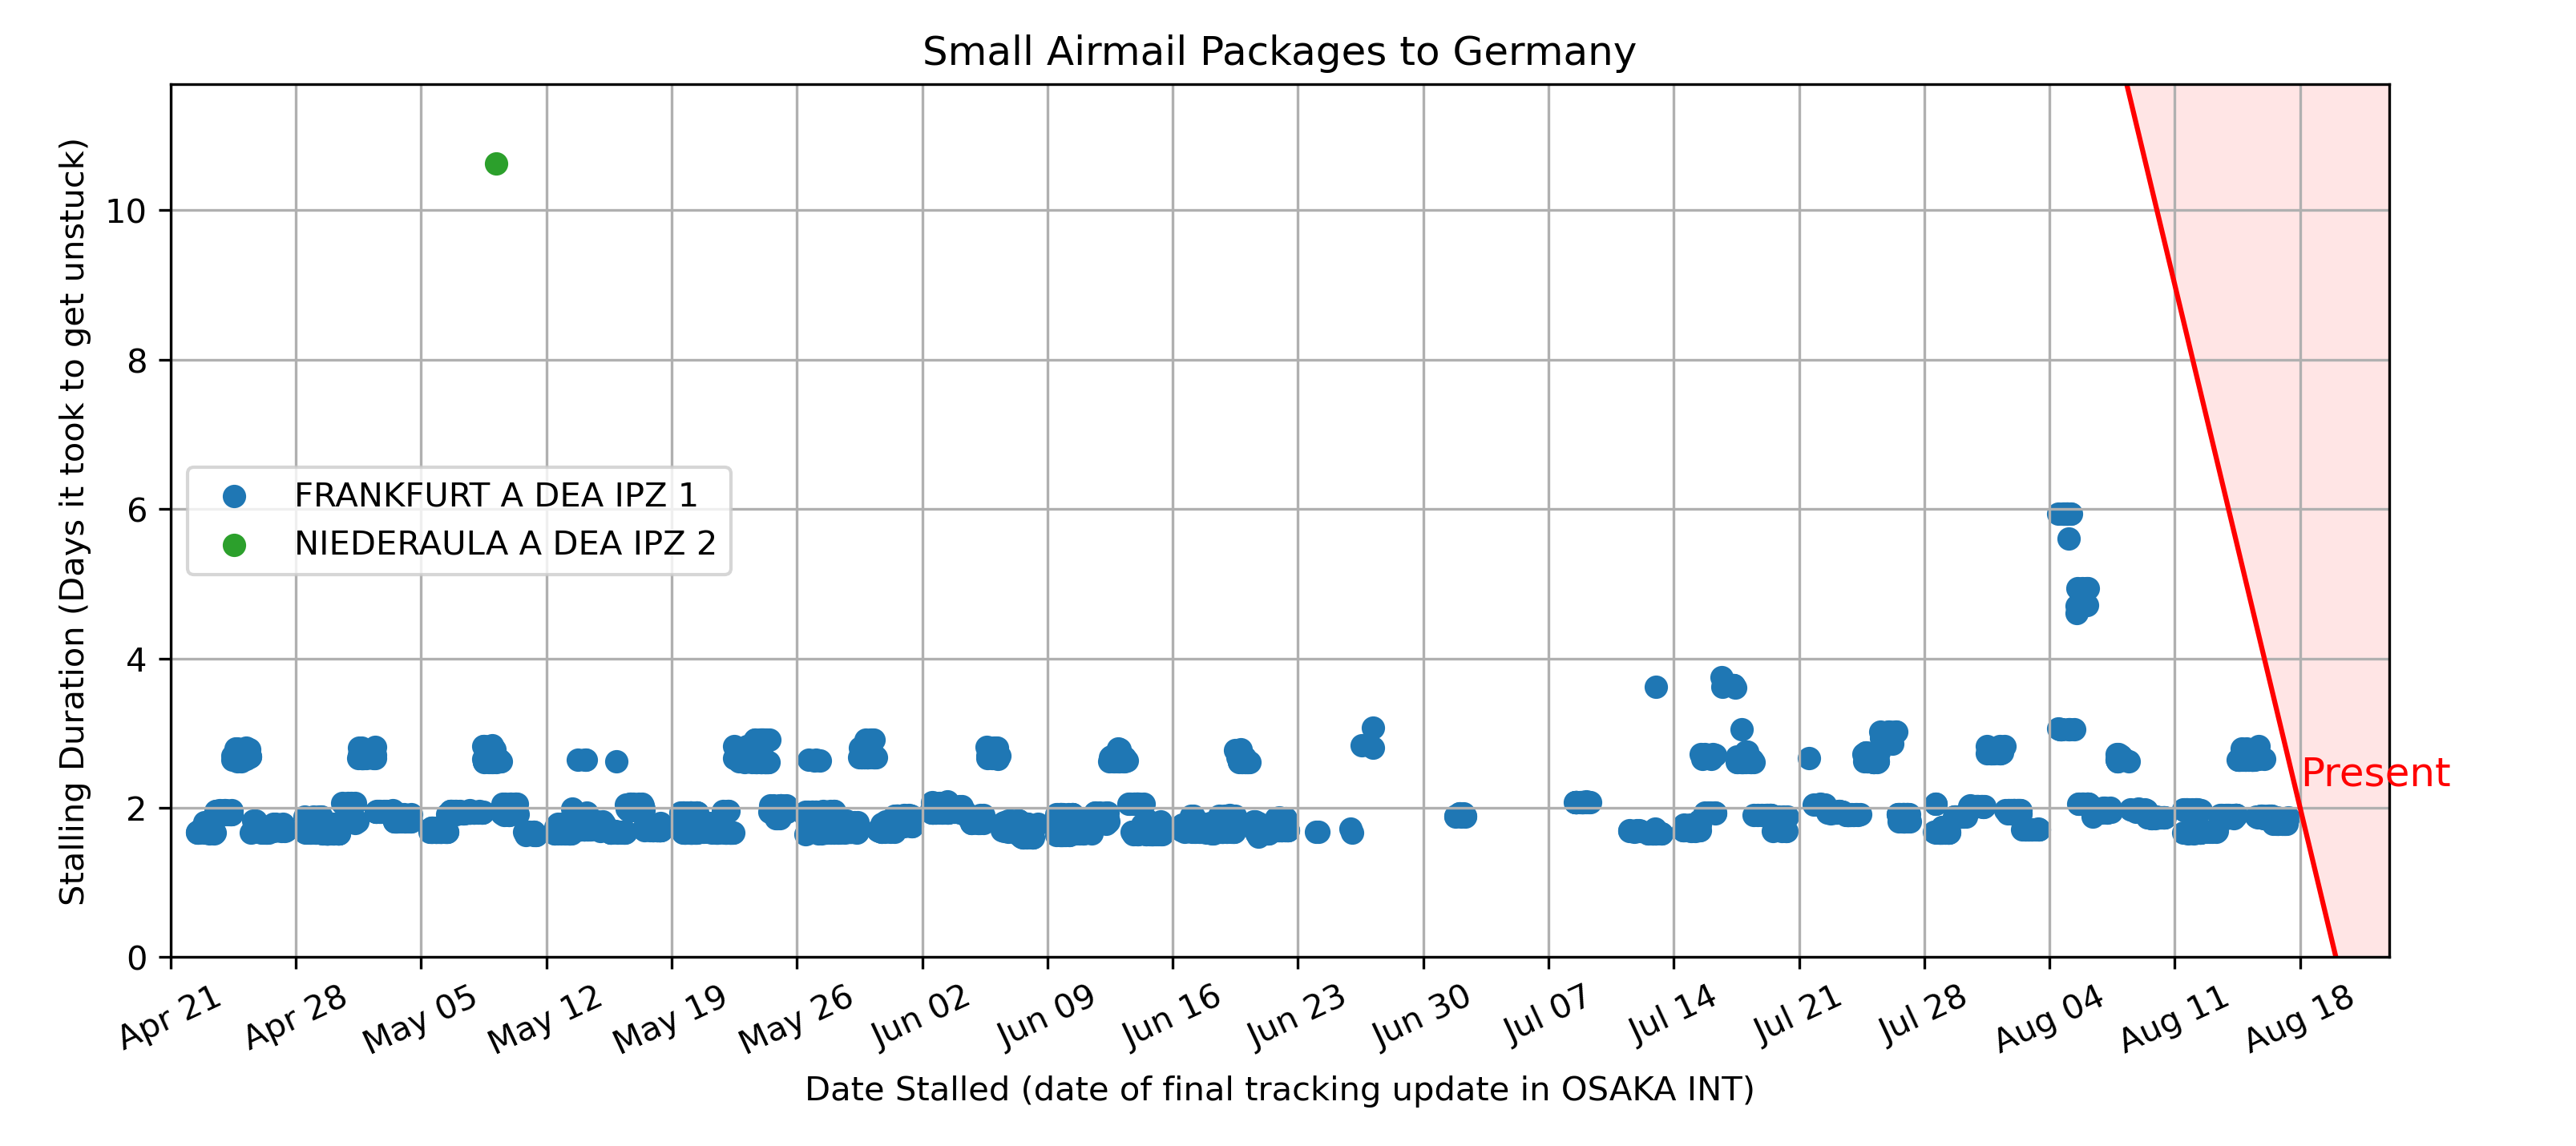 Small Airmail Packages to Germany
Stalling Duration (Days it took to get unstuck)
10
8
6
4
2
0
FRANKFURT A DEA IPZ 1
NIEDERAULA A DEA IPZ 2
Present
Apr 21
Apr 28
May 05
May 12
May 19
May 26
Jun 02
Jun 09
Jun 16
Jun 23
Jun 30
Jul 07
Jul 14
Jul 21
Jul 28
Aug 04
Aug 11
Aug 18
Date Stalled (date of final tracking update in OSAKA INT)